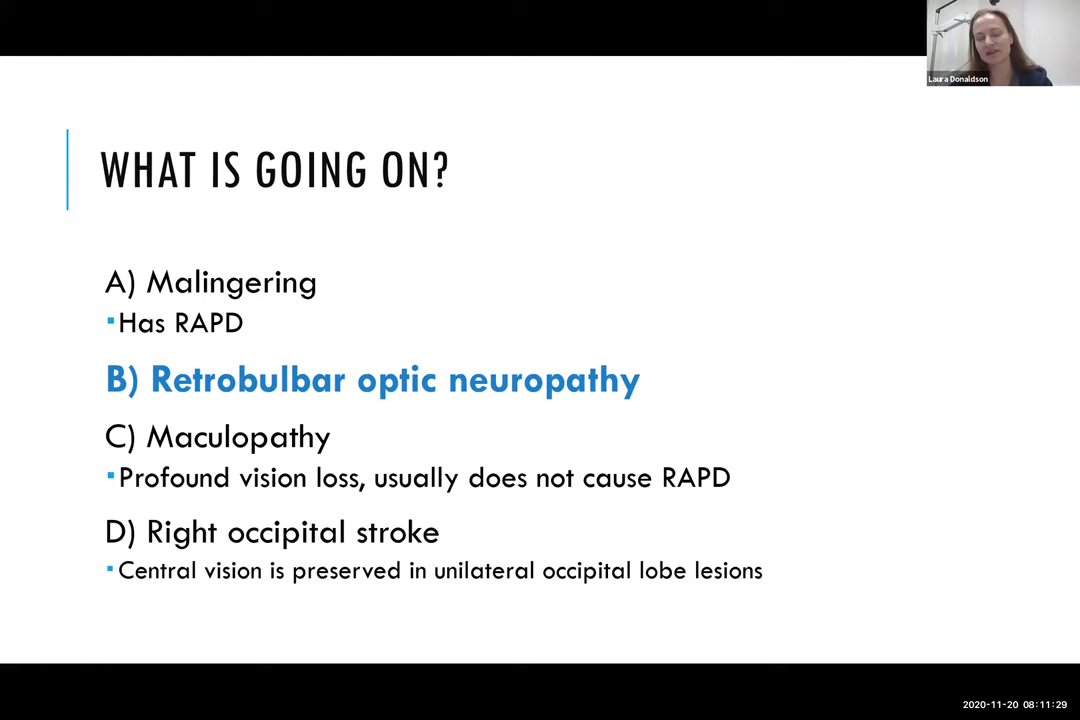 Laura Donaldson
WHAT IS GOING ON?
A) Malingering
▪Has RAPD
B) Retrobulbar optic neuropathy
C) Maculopathy
▪Profound vision loss, usually does not cause RAPD
D) Right occipital stroke
▪Central vision is preserved in unilateral occipital lobe lesions
2020-11-20 08:11:29